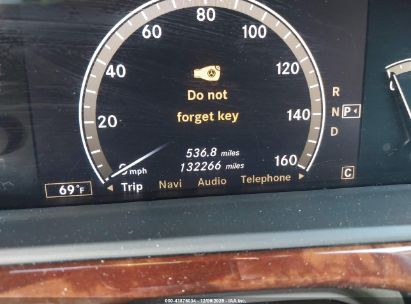 80
60
100
40
120
20
140
0 mph
160
Do not
forget key
536.8 miles
132266 miles
R
N
P
D
C
69°F
Trip Navi Audio Telephone